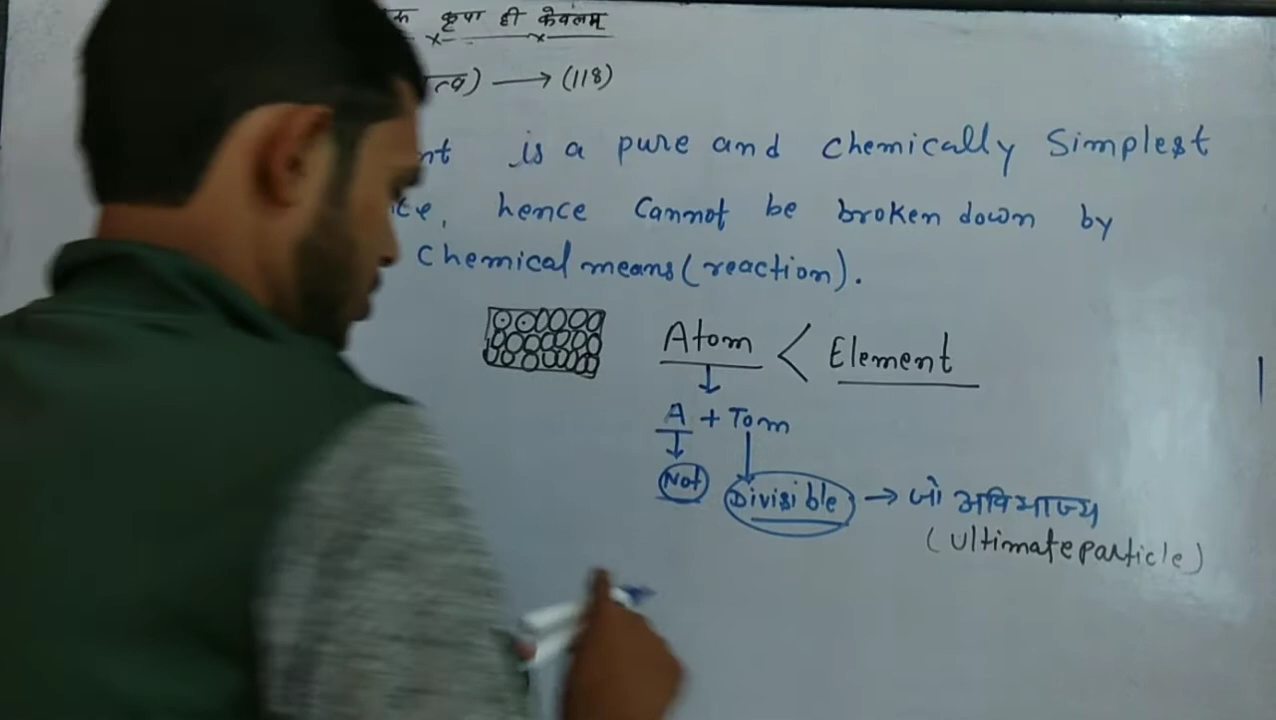 कृपा ही केवलम्
त्व) → (118)
nt is a pure and chemically Simplest
ce, hence Cannot be broken down by
Chemical means (reaction).
Atom < Element
A + Tom
Not Divisible → जो अविभाज्य
(Ultimate particle)